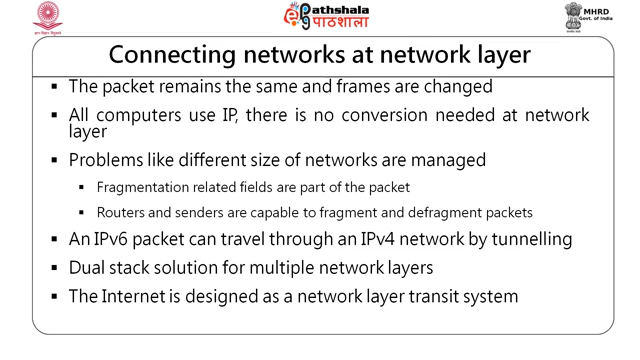 Pathshala
पाठशाला
MHRD
Govt. of India
Connecting networks at network layer
The packet remains the same and frames are changed
All computers use IP, there is no conversion needed at network
layer
Problems like different size of networks are managed
Fragmentation related fields are part of the packet
Routers and senders are capable to fragment and defragment packets
An IPv6 packet can travel through an IPv4 network by tunnelling
Dual stack solution for multiple network layers
The Internet is designed as a network layer transit system